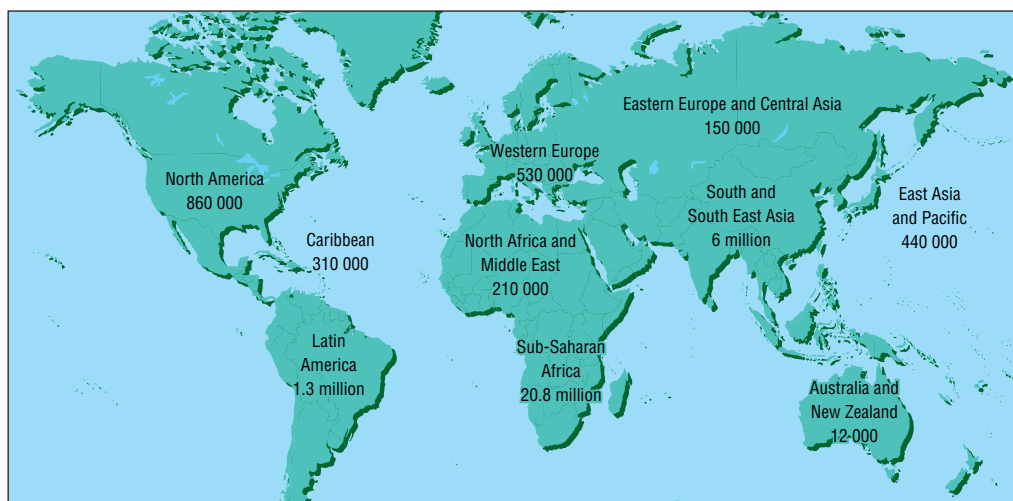 Eastern Europe and Central Asia
150 000
Western Europe
530 000
North America
860 000
South and
South East Asia
6 million
East Asia
and Pacific
440 000
Caribbean
310 000
North Africa and
Middle East
210 000
Latin
America
1.3 million
Sub-Saharan
Africa
20.8 million
Australia and
New Zealand
12 000